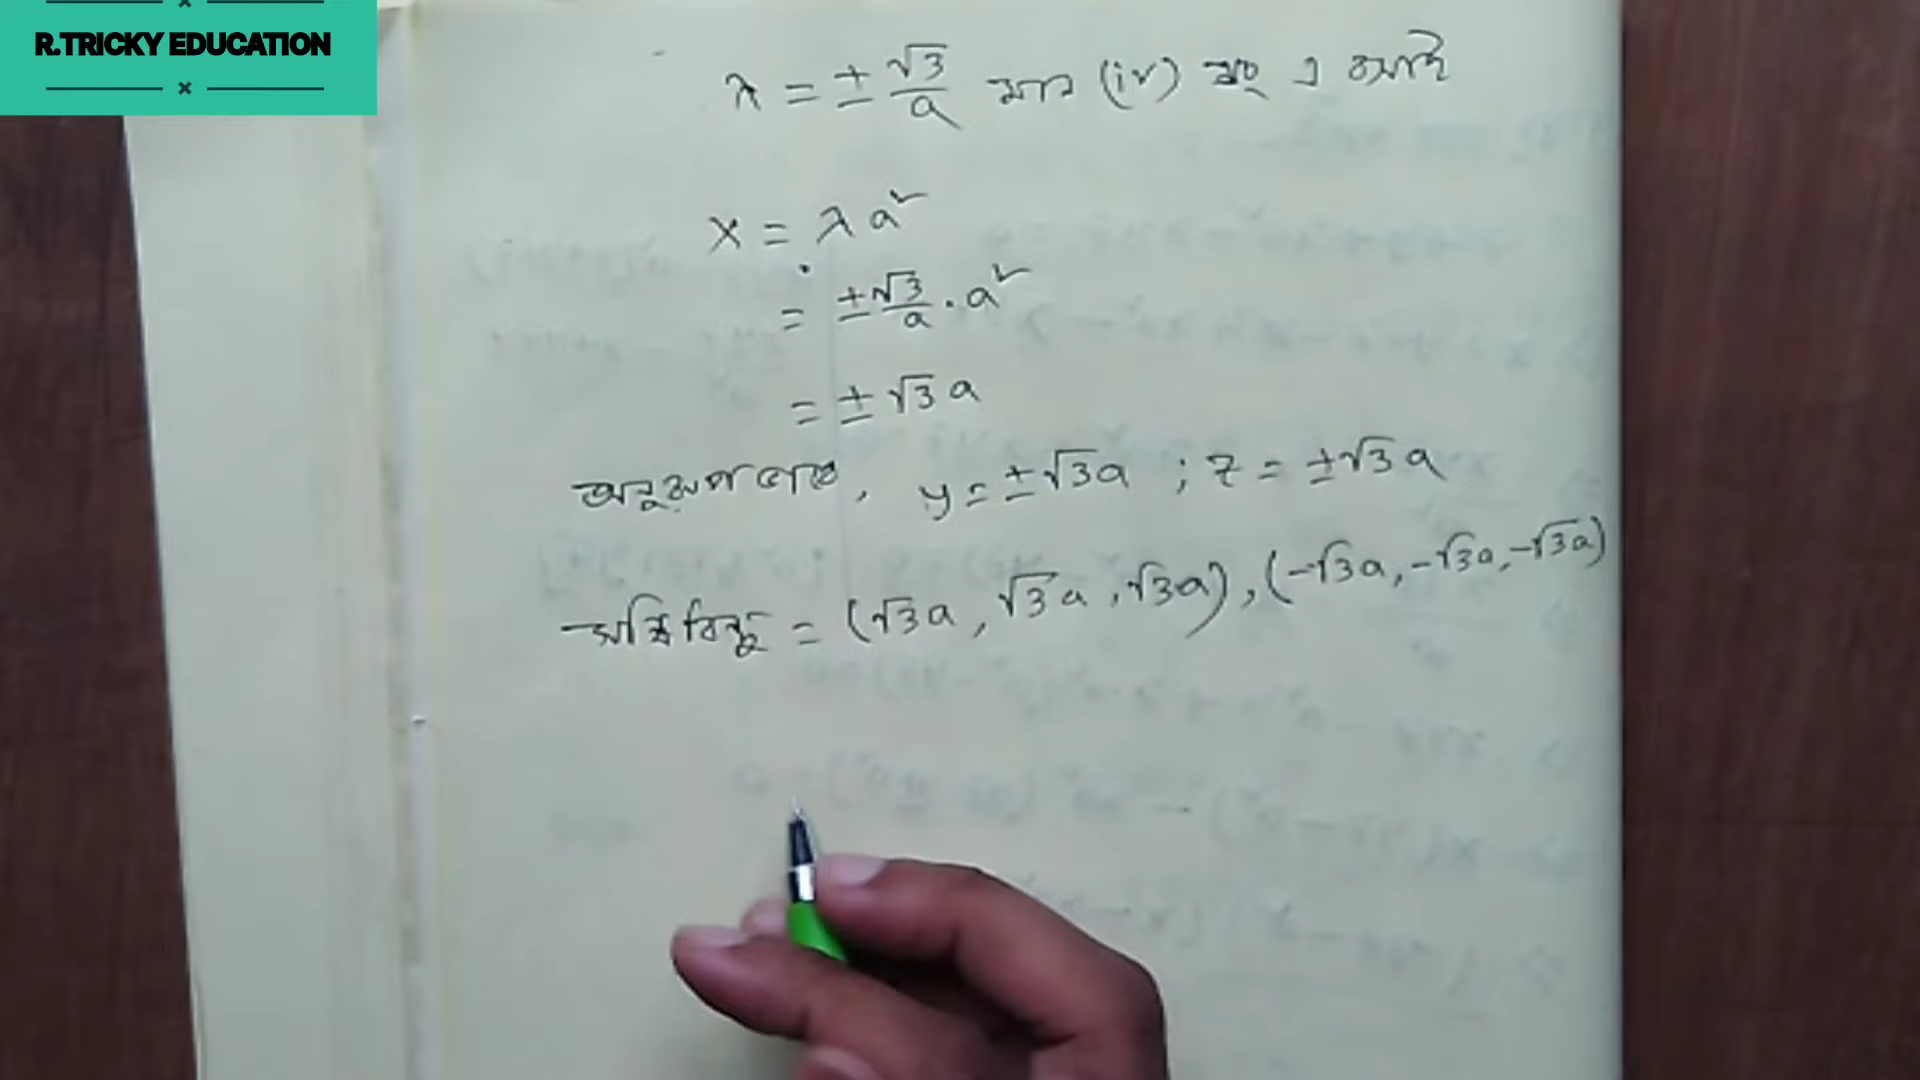 R.TRICKY EDUCATION
λ = ± √3/a মান (iv) নং এ বসাই
x = λa²
= ± √3/a · a²
= ± √3 a
অনুরূপভাবে, y = ± √3a ; z = ± √3 a
সন্ধিবিন্দু = (√3a, √3a, √3a), (-√3a, -√3a, -√3a)